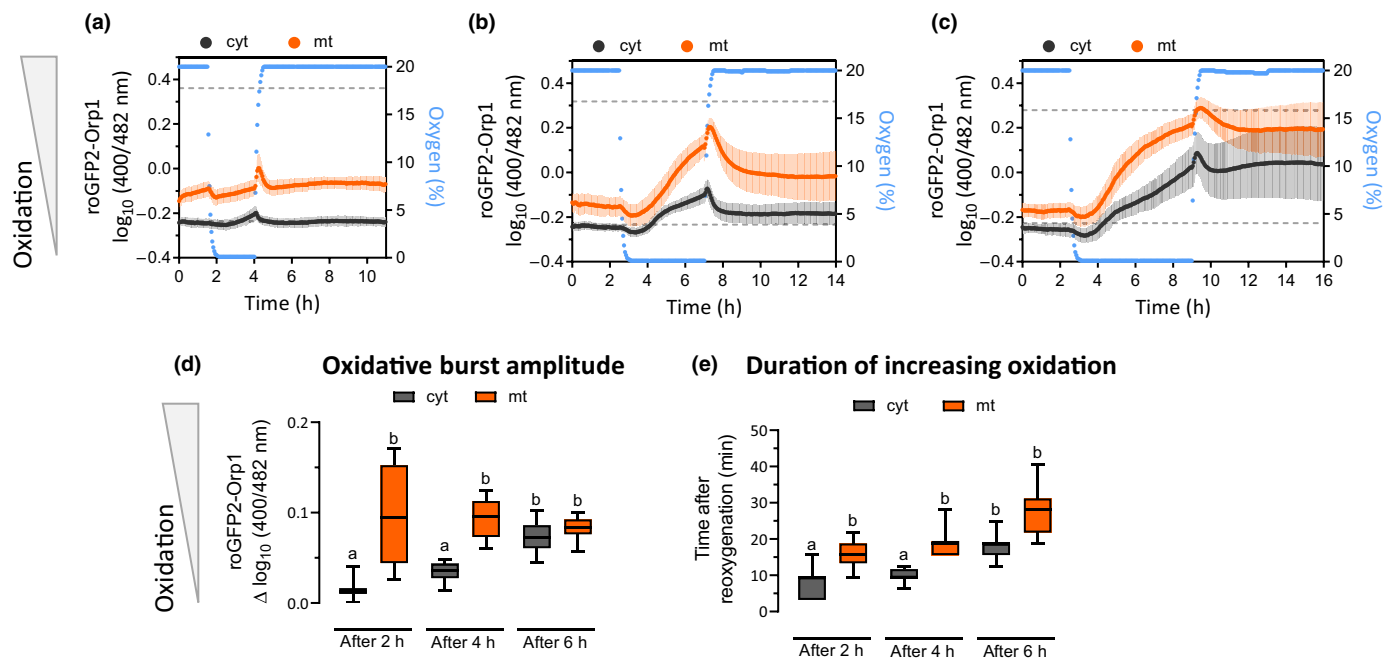 (a)
cyt mt
Oxidation
roGFP2-Orp1
log10 (400/482 nm)
0.4
0.2
0.0
−0.2
−0.4
0 2 4 6 8 10
Time (h)
20
15
10
5
0
Oxygen (%)
(b)
cyt mt
roGFP2-Orp1
log10 (400/482 nm)
0.4
0.2
0.0
−0.2
−0.4
0 2 4 6 8 10 12 14
Time (h)
20
15
10
5
0
Oxygen (%)
(c)
cyt mt
roGFP2-Orp1
log10 (400/482 nm)
0.4
0.2
0.0
−0.2
−0.4
0 2 4 6 8 10 12 14 16
Time (h)
20
15
10
5
0
Oxygen (%)
(d) Oxidative burst amplitude
cyt mt
Oxidation
roGFP2-Orp1
Δ log10 (400/482 nm)
0.2
0.1
0.0
a b a b b b
After 2 h After 4 h After 6 h
(e) Duration of increasing oxidation
cyt mt
Time after
reoxygenation (min)
50
40
30
20
10
0
a b a b b b
After 2 h After 4 h After 6 h